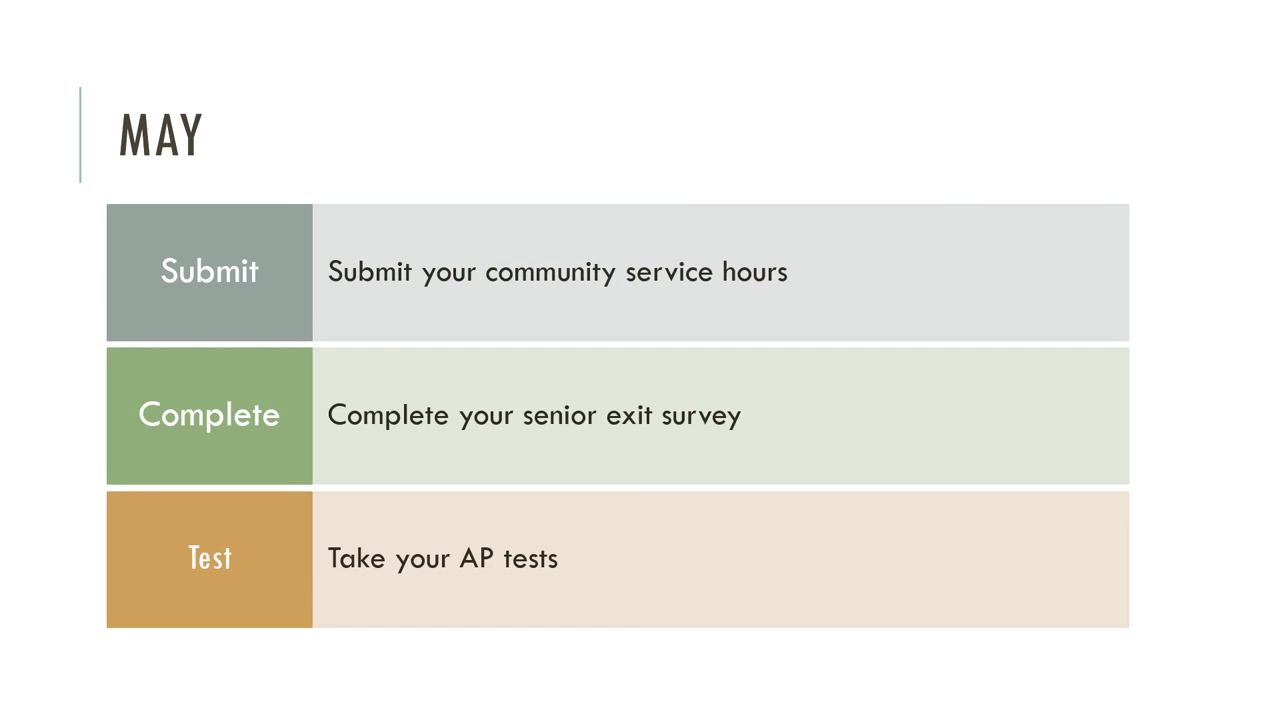 MAY
Submit
Submit your community service hours
Complete
Complete your senior exit survey
Test
Take your AP tests